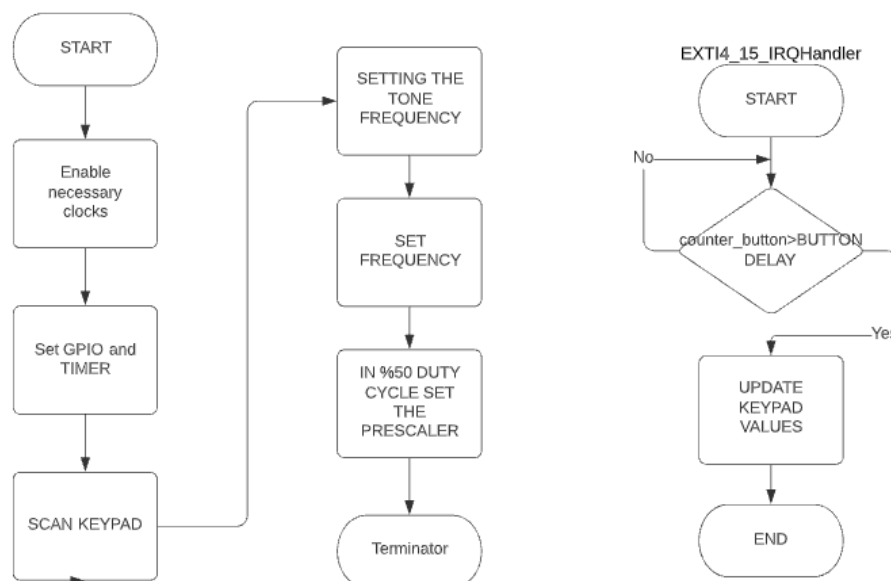 START
Enable
necessary
clocks
Set GPIO and
TIMER
SCAN KEYPAD
SETTING THE
TONE
FREQUENCY
SET
FREQUENCY
IN %50 DUTY
CYCLE SET
THE
PRESCALER
Terminator
EXTI4_15_IRQHandler
START
No
counter_button>BUTTON
DELAY
Yes
UPDATE
KEYPAD
VALUES
END